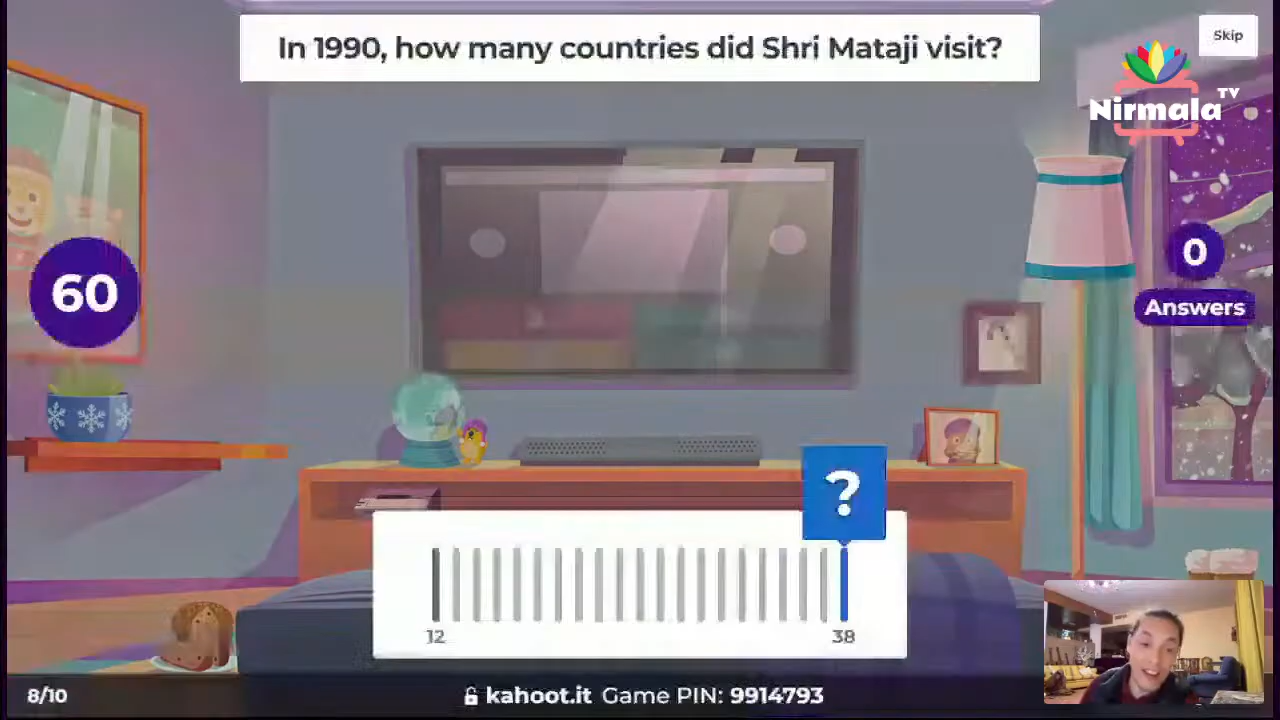 In 1990, how many countries did Shri Mataji visit?
Skip
Nirmala TV
60
0
Answers
?
12
38
8/10
kahoot.it Game PIN: 9914793